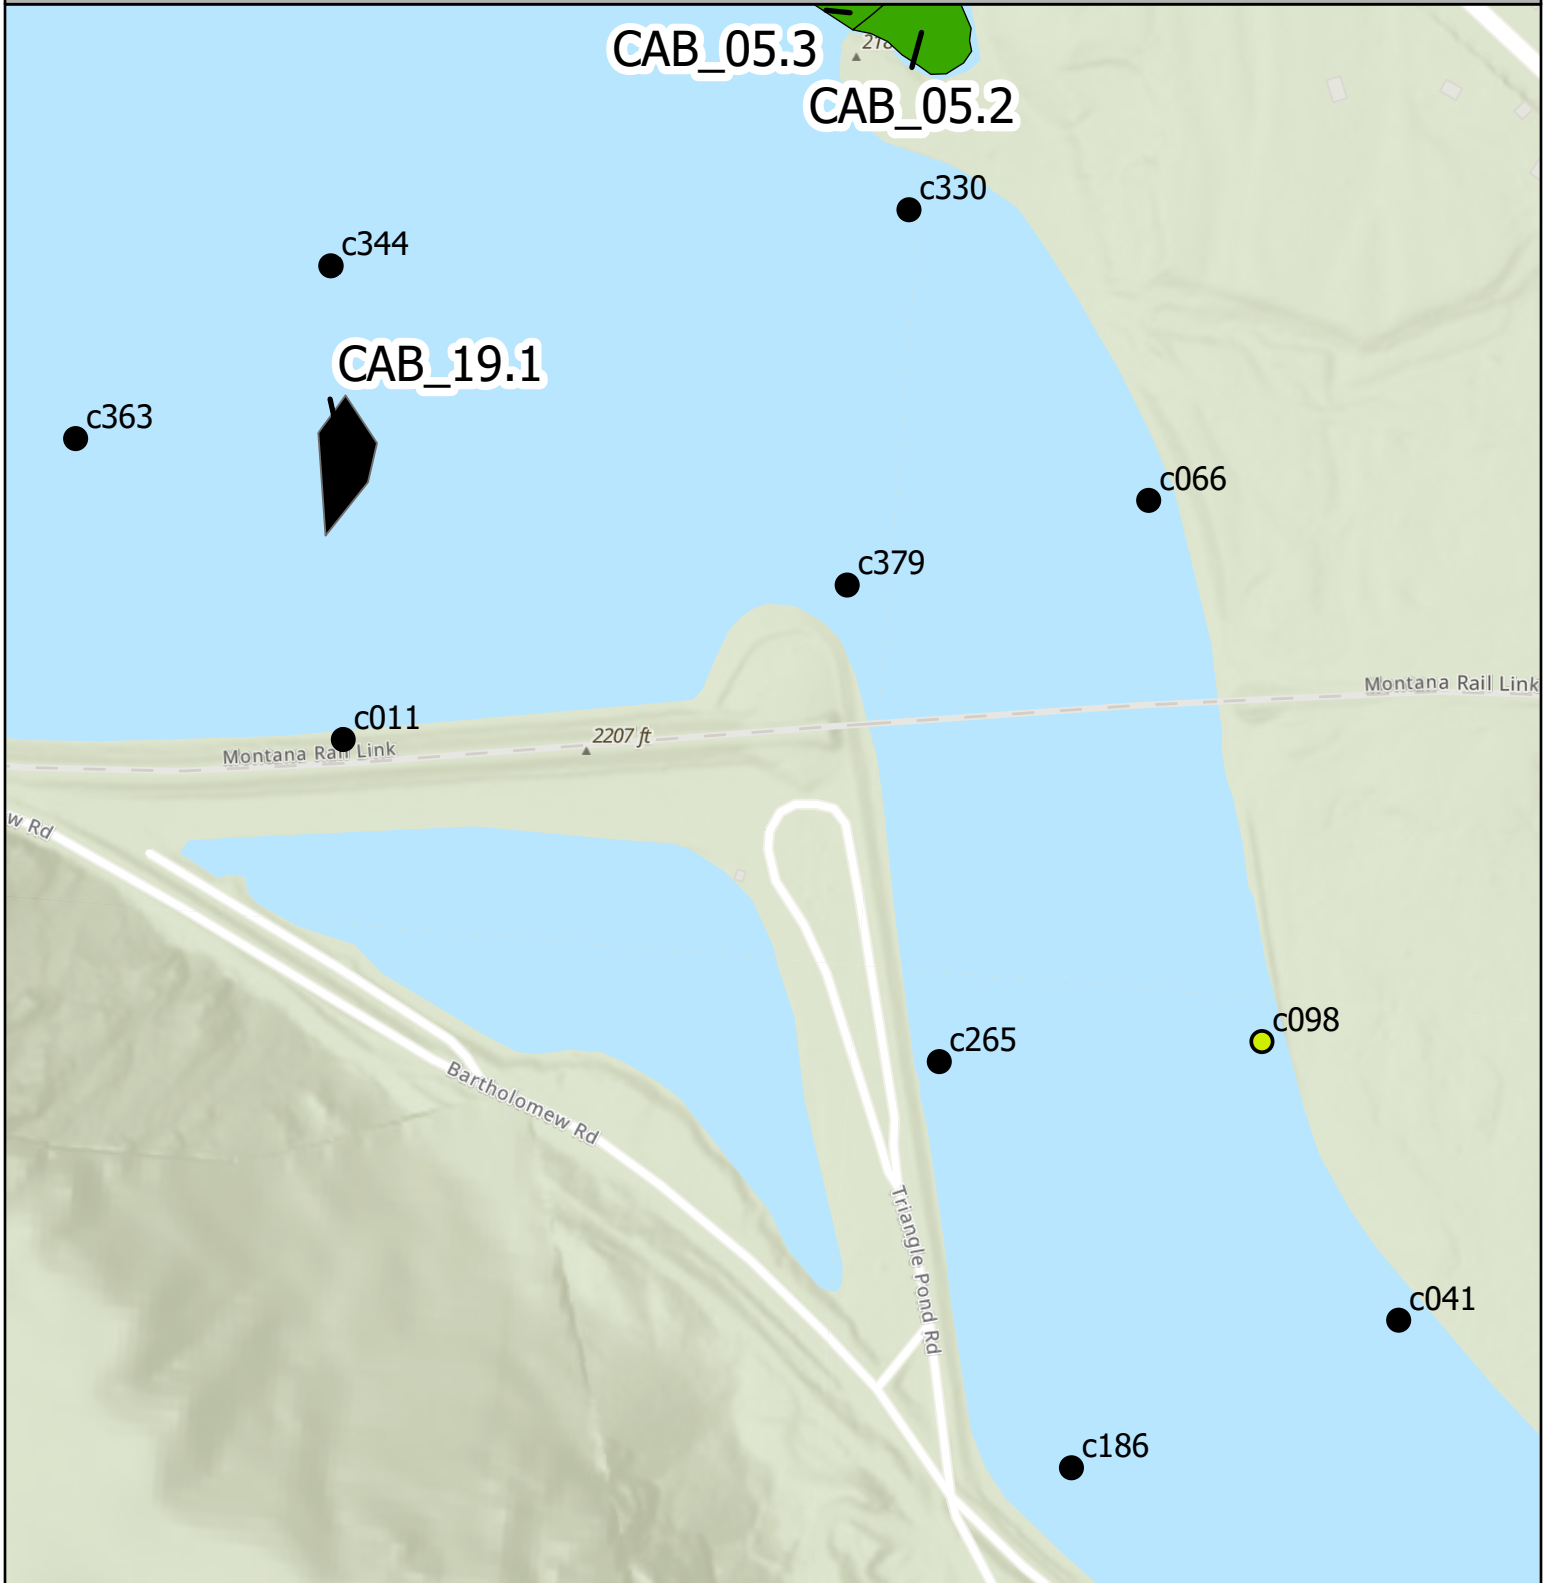 CAB_05.3
CAB_05.2
c330
c344
CAB_19.1
c363
c066
c379
Montana Rail Link
c011
2207 ft
Montana Rail Link
w Rd
c098
c265
Bartholomew Rd
Triangle Pond Rd
c041
c186